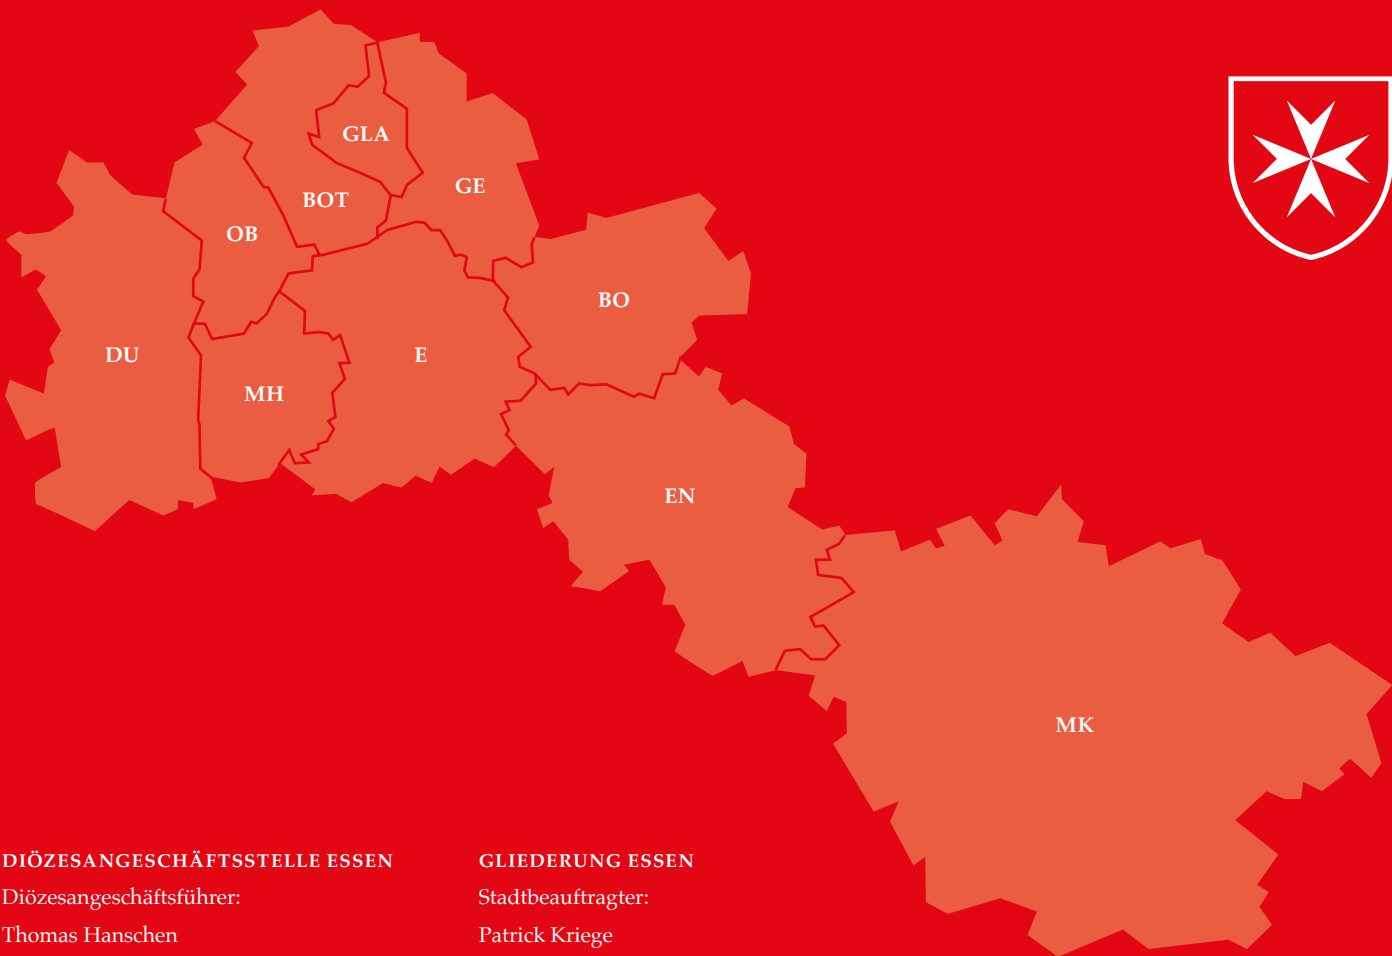 GLA
GE
BOT
OB
BO
DU
E
MH
EN
MK
DIÖZESANGESCHÄFTSSTELLE ESSEN
Diözesangeschäftsführer:
Thomas Hanschen
GLIEDERUNG ESSEN
Stadtbeauftragter:
Patrick Kriege